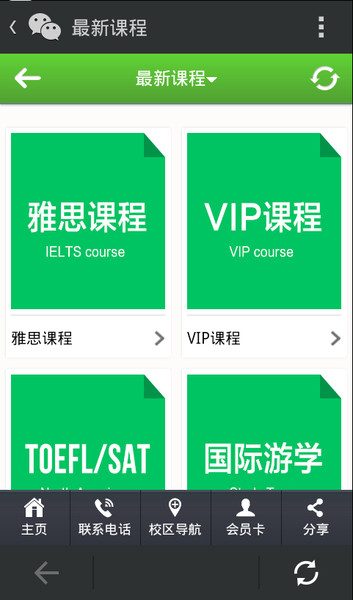 最新课程
最新课程
雅思课程
IELTS course
VIP课程
VIP course
雅思课程
VIP课程
TOEFL/SAT
国际游学
主页
联系电话
校区导航
会员卡
分享